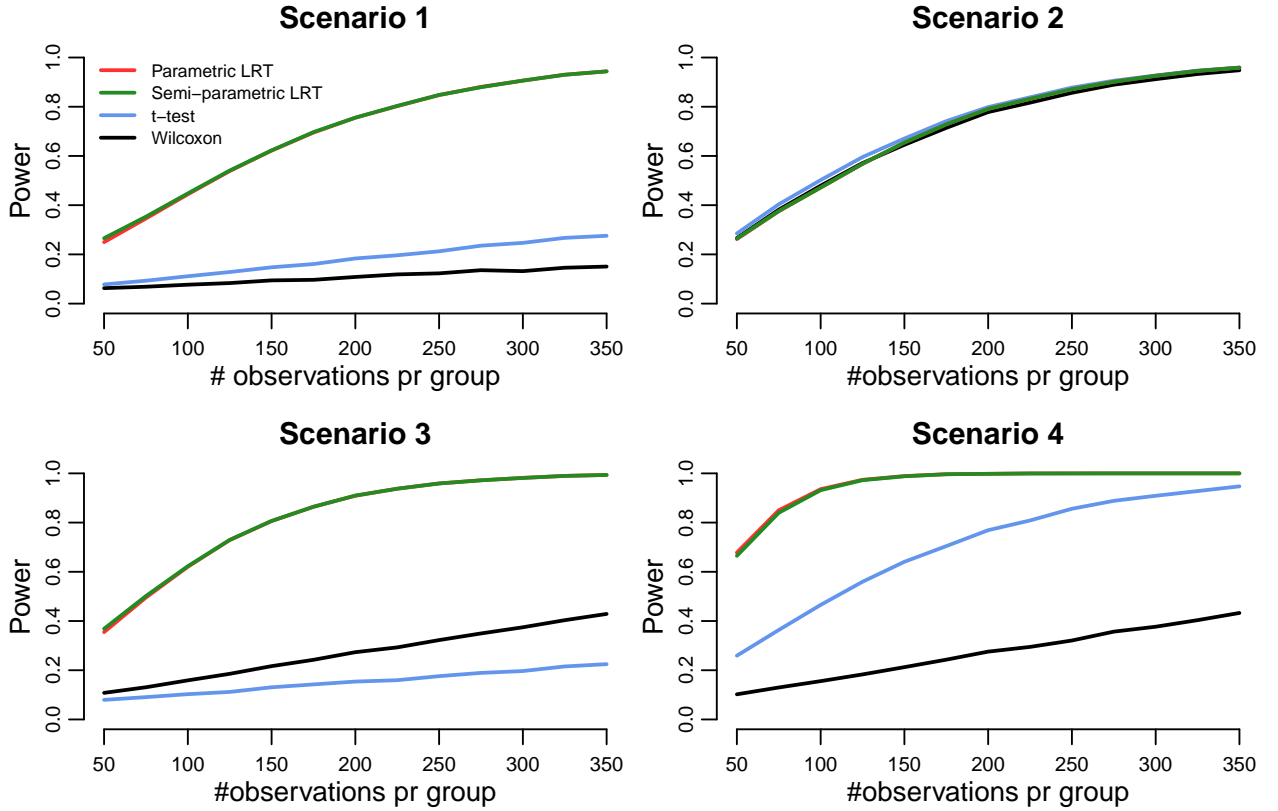 Scenario 1
Power
0.0 0.2 0.4 0.6 0.8 1.0
Parametric LRT
Semi−parametric LRT
t−test
Wilcoxon
50 100 150 200 250 300 350
# observations pr group
Scenario 2
Power
0.0 0.2 0.4 0.6 0.8 1.0
50 100 150 200 250 300 350
#observations pr group
Scenario 3
Power
0.0 0.2 0.4 0.6 0.8 1.0
50 100 150 200 250 300 350
#observations pr group
Scenario 4
Power
0.0 0.2 0.4 0.6 0.8 1.0
50 100 150 200 250 300 350
#observations pr group